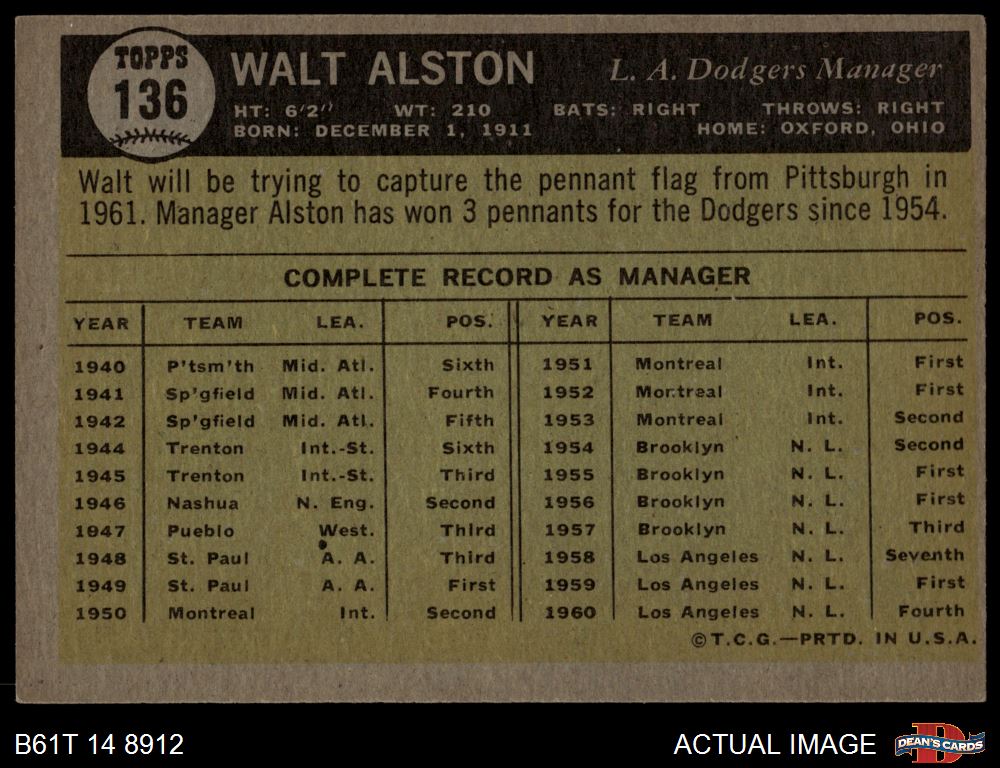 TOPPS
136
WALT ALSTON L. A. Dodgers Manager
HT: 6'2" WT: 210 BATS: RIGHT THROWS: RIGHT
BORN: DECEMBER 1, 1911 HOME: OXFORD, OHIO
Walt will be trying to capture the pennant flag from Pittsburgh in
1961. Manager Alston has won 3 pennants for the Dodgers since 1954.
COMPLETE RECORD AS MANAGER
YEAR TEAM LEA. POS. YEAR TEAM LEA. POS.
1940 P'tsm'th Mid. Atl. Sixth 1951 Montreal Int. First
1941 Sp'gfield Mid. Atl. Fourth 1952 Montreal Int. First
1942 Sp'gfield Mid. Atl. Fifth 1953 Montreal Int. Second
1944 Trenton Int.-St. Sixth 1954 Brooklyn N. L. Second
1945 Trenton Int.-St. Third 1955 Brooklyn N. L. First
1946 Nashua N. Eng. Second 1956 Brooklyn N. L. First
1947 Pueblo West. Third 1957 Brooklyn N. L. Third
1948 St. Paul A. A. Third 1958 Los Angeles N. L. Seventh
1949 St. Paul A. A. First 1959 Los Angeles N. L. First
1950 Montreal Int. Second 1960 Los Angeles N. L. Fourth
©T.C.G.—PRTD. IN U.S.A.
B61T 14 8912 ACTUAL IMAGE D DEAN'S CARDS